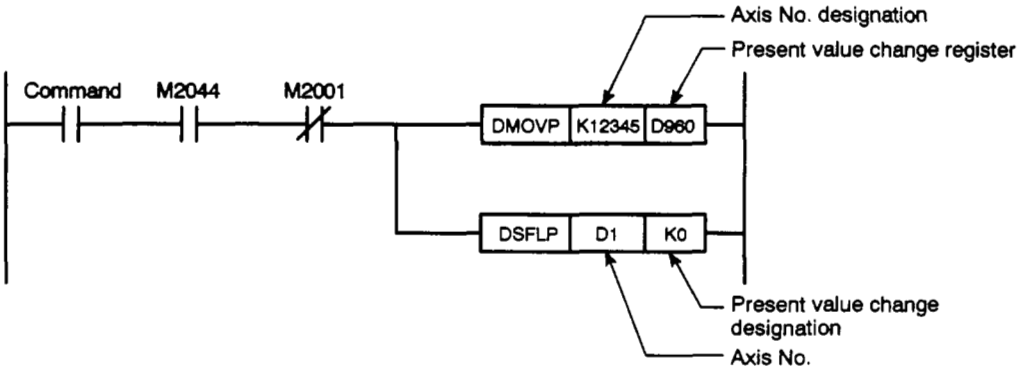 Axis No. designation
Present value change register
Command M2044 M2001
DMOVP K12345 D960
DSFLP D1 K0
Present value change
designation
Axis No.